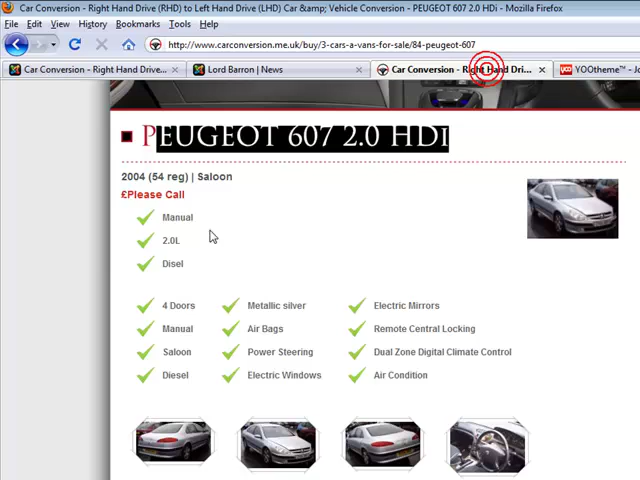 Car Conversion - Right Hand Drive (RHD) to Left Hand Drive (LHD) Car &amp; Vehicle Conversion - PEUGEOT 607 2.0 HDi - Mozilla Firefox
File Edit View History Bookmarks Tools Help
http://www.carconversion.me.uk/buy/3-cars-a-vans-for-sale/84-peugeot-607
Car Conversion - Right Hand Drive... Lord Barron | News Car Conversion - Right Hand Dri... YOOtheme™ - Jo
PEUGEOT 607 2.0 HDi
2004 (54 reg) | Saloon
£Please Call
Manual
2.0L
Disel
4 Doors Metallic silver Electric Mirrors
Manual Air Bags Remote Central Locking
Saloon Power Steering Dual Zone Digital Climate Control
Diesel Electric Windows Air Condition